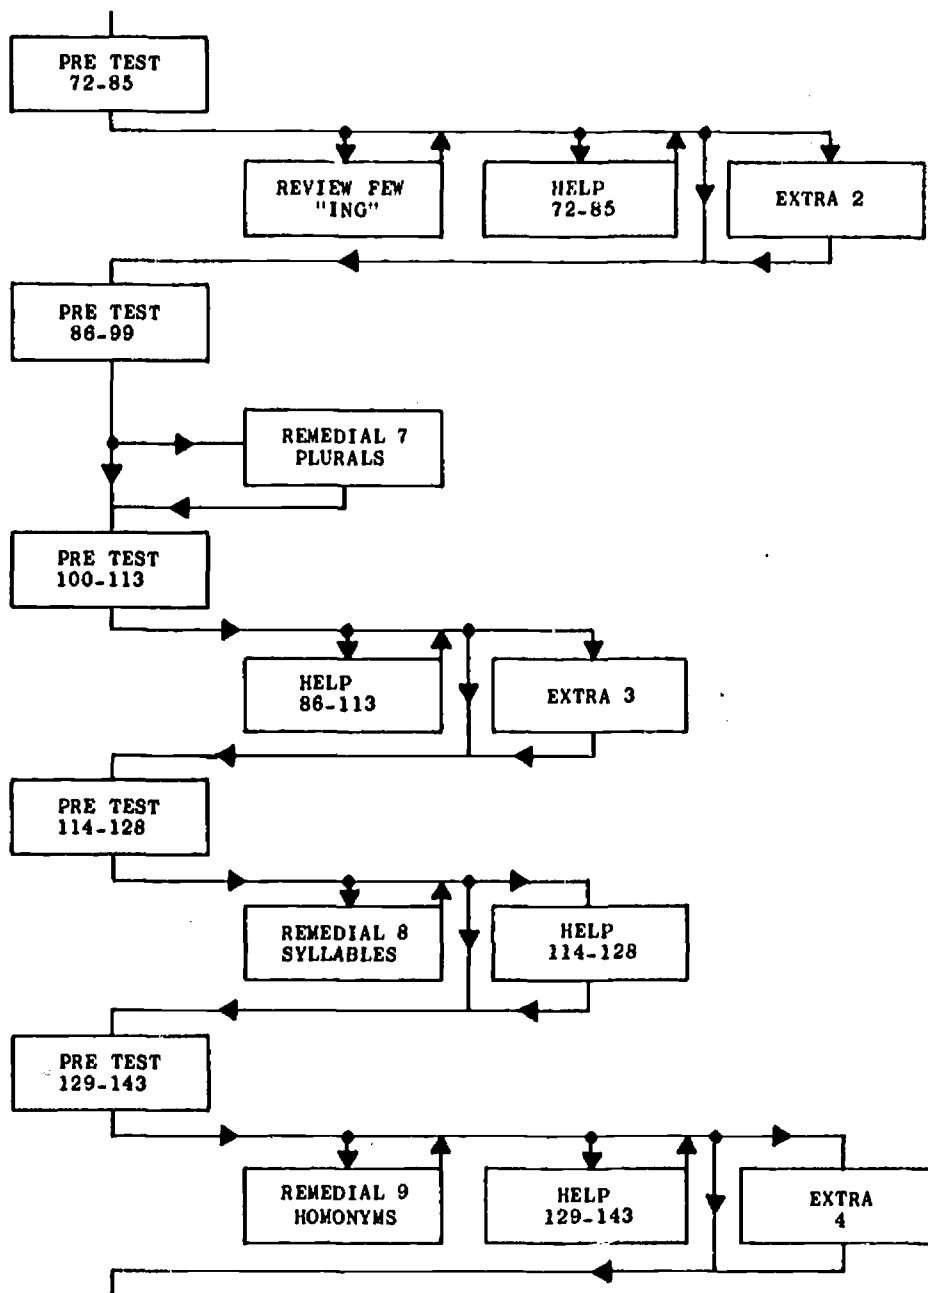 PRE TEST
72-85
REVIEW FEW
"ING"
HELP
72-85
EXTRA 2
PRE TEST
86-99
REMEDIAL 7
PLURALS
PRE TEST
100-113
HELP
86-113
EXTRA 3
PRE TEST
114-128
REMEDIAL 8
SYLLABLES
HELP
114-128
PRE TEST
129-143
REMEDIAL 9
HOMONYMS
HELP
129-143
EXTRA
4